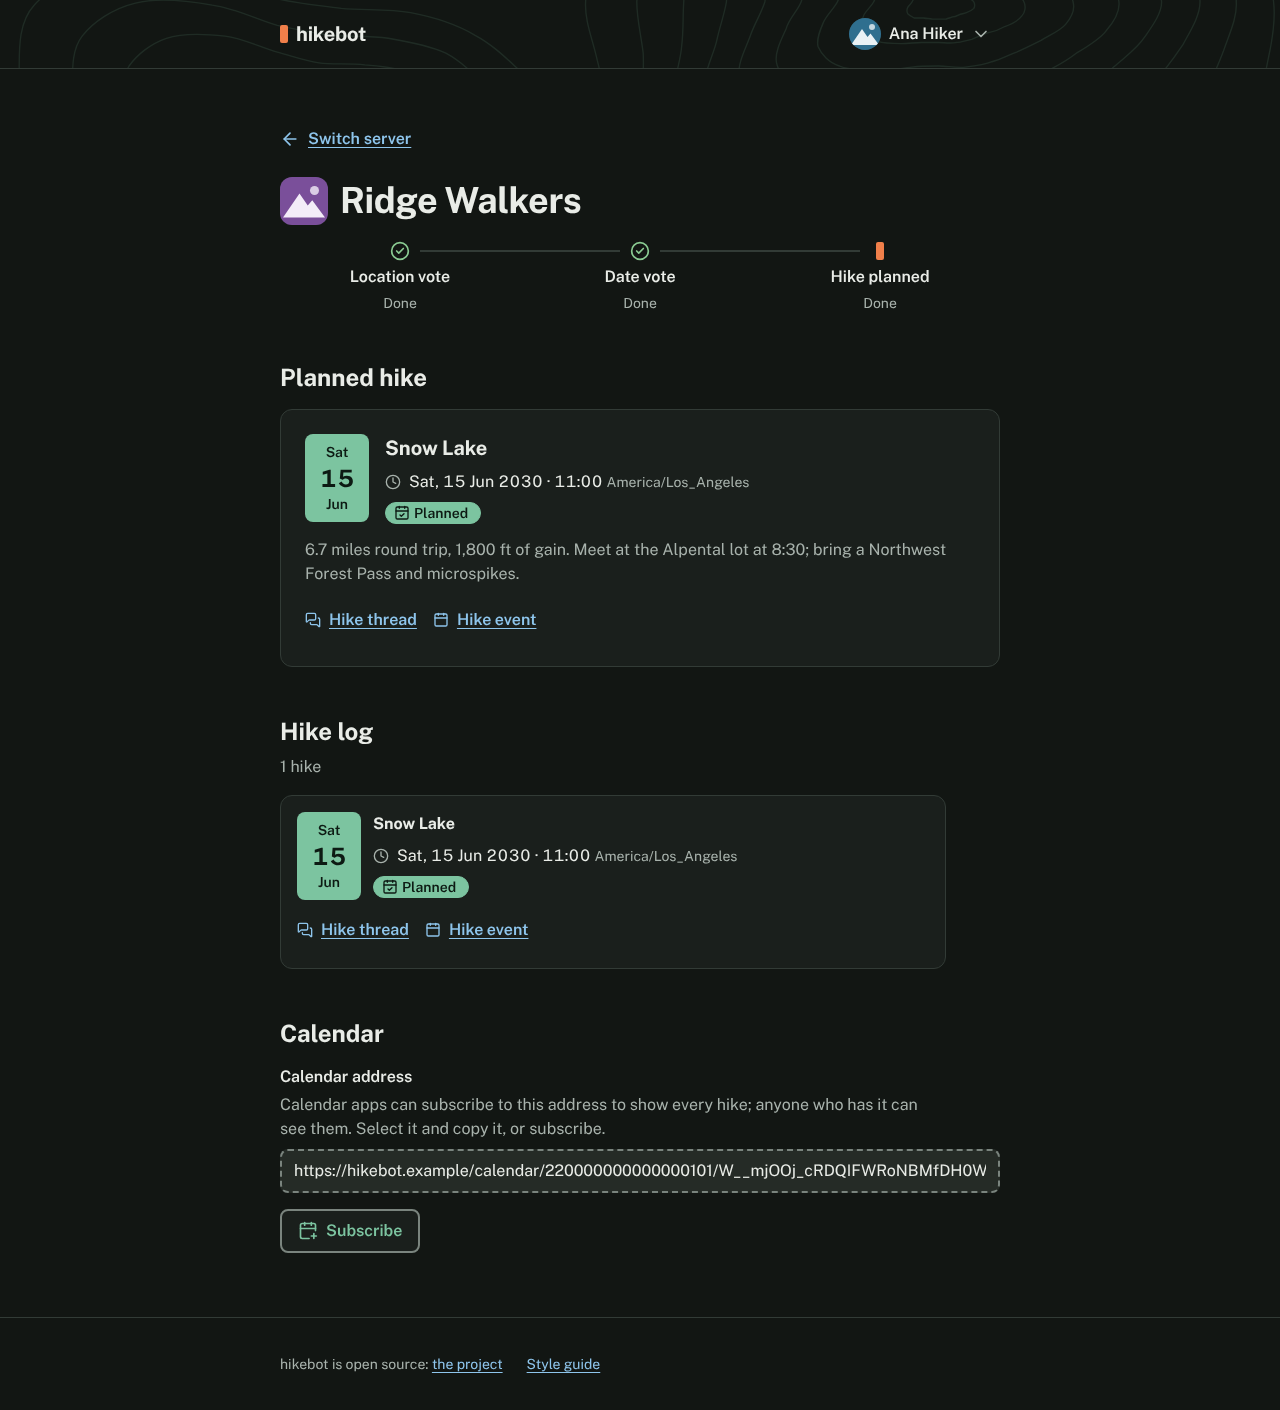 hikebot
Ana Hiker
Switch server
Ridge Walkers
Location vote
Date vote
Hike planned
Done
Done
Done
Planned hike
Sat
15
Jun
Snow Lake
Sat, 15 Jun 2030 · 11:00 America/Los_Angeles
Planned
6.7 miles round trip, 1,800 ft of gain. Meet at the Alpental lot at 8:30; bring a Northwest
Forest Pass and microspikes.
Hike thread
Hike event
Hike log
1 hike
Sat
15
Jun
Snow Lake
Sat, 15 Jun 2030 · 11:00 America/Los_Angeles
Planned
Hike thread
Hike event
Calendar
Calendar address
Calendar apps can subscribe to this address to show every hike; anyone who has it can
see them. Select it and copy it, or subscribe.
https://hikebot.example/calendar/220000000000000101/W__mjOOj_cRDQIFWRoNBMfDH0W
Subscribe
hikebot is open source: the project
Style guide